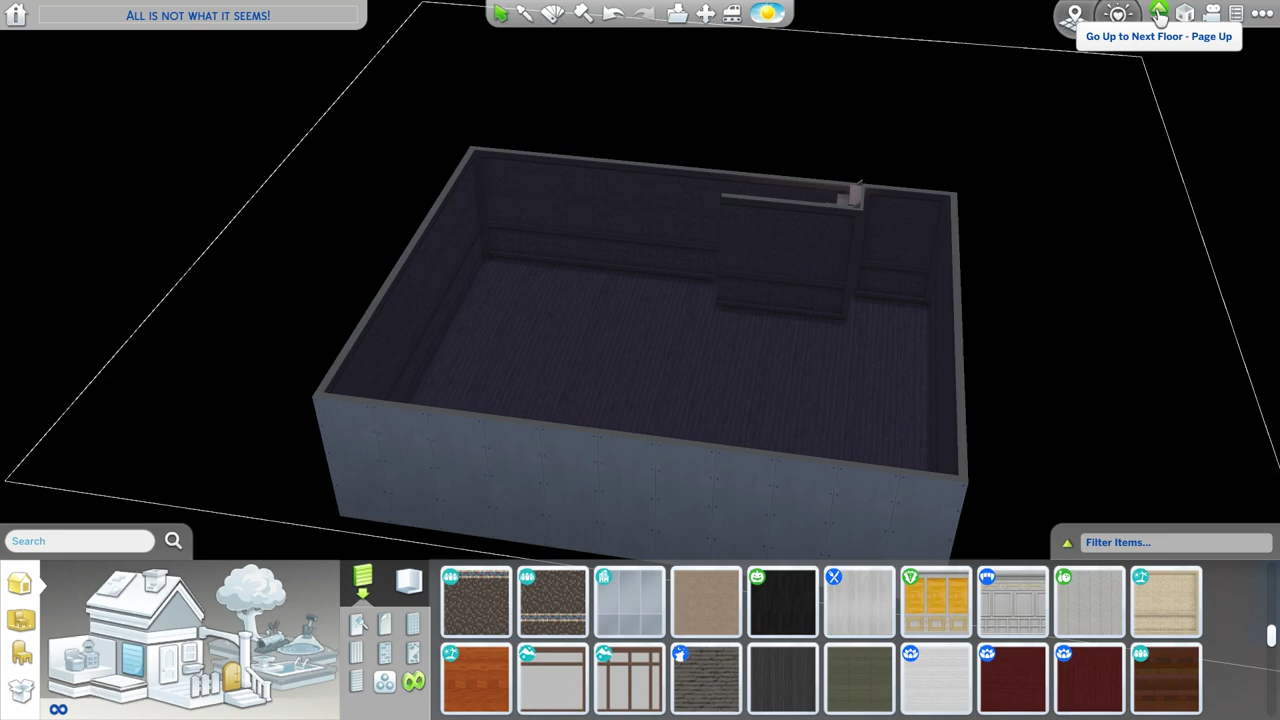 ALL IS NOT WHAT IT SEEMS!
Go Up to Next Floor - Page Up
Search
Filter Items...